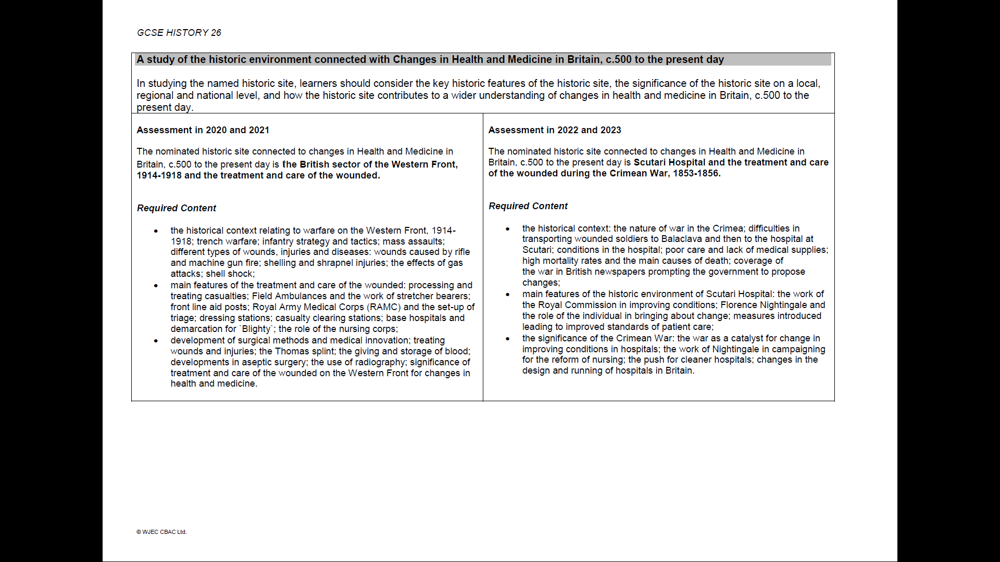 GCSE HISTORY 26
A study of the historic environment connected with Changes in Health and Medicine in Britain, c.500 to the present day
In studying the named historic site, learners should consider the key historic features of the historic site, the significance of the historic site on a local,
regional and national level, and how the historic site contributes to a wider understanding of changes in health and medicine in Britain, c.500 to the
present day.
Assessment in 2020 and 2021
The nominated historic site connected to changes in Health and Medicine in
Britain, c.500 to the present day is the British sector of the Western Front,
1914-1918 and the treatment and care of the wounded.
Required Content
• the historical context relating to warfare on the Western Front, 1914-
1918; trench warfare; infantry strategy and tactics; mass assaults;
different types of wounds, injuries and diseases: wounds caused by rifle
and machine gun fire; shelling and shrapnel injuries; the effects of gas
attacks; shell shock;
• main features of the treatment and care of the wounded: processing and
treating casualties; Field Ambulances and the work of stretcher bearers;
front line aid posts; Royal Army Medical Corps (RAMC) and the set-up of
triage; dressing stations; casualty clearing stations; base hospitals and
demarcation for `Blighty`; the role of the nursing corps;
• development of surgical methods and medical innovation; treating
wounds and injuries; the Thomas splint; the giving and storage of blood;
developments in aseptic surgery; the use of radiography; significance of
treatment and care of the wounded on the Western Front for changes in
health and medicine.
Assessment in 2022 and 2023
The nominated historic site connected to changes in Health and Medicine in
Britain, c.500 to the present day is Scutari Hospital and the treatment and care
of the wounded during the Crimean War, 1853-1856.
Required Content
• the historical context: the nature of war in the Crimea; difficulties in
transporting wounded soldiers to Balaclava and then to the hospital at
Scutari; conditions in the hospital; poor care and lack of medical supplies;
high mortality rates and the main causes of death; coverage of
the war in British newspapers prompting the government to propose
changes;
• main features of the historic environment of Scutari Hospital: the work of
the Royal Commission in improving conditions; Florence Nightingale and
the role of the individual in bringing about change; measures introduced
leading to improved standards of patient care;
• the significance of the Crimean War: the war as a catalyst for change in
improving conditions in hospitals; the work of Nightingale in campaigning
for the reform of nursing; the push for cleaner hospitals; changes in the
design and running of hospitals in Britain.
© WJEC CBAC Ltd.